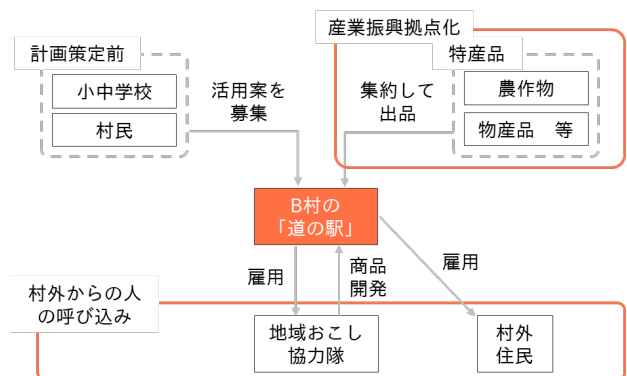 産業振興拠点化
計画策定前
特産品
小中学校
村民
活用案を
募集
集約して
出品
農作物
物産品　等
B村の
「道の駅」
雇用
商品
開発
雇用
村外からの人
の呼び込み
地域おこし
協力隊
村外
住民